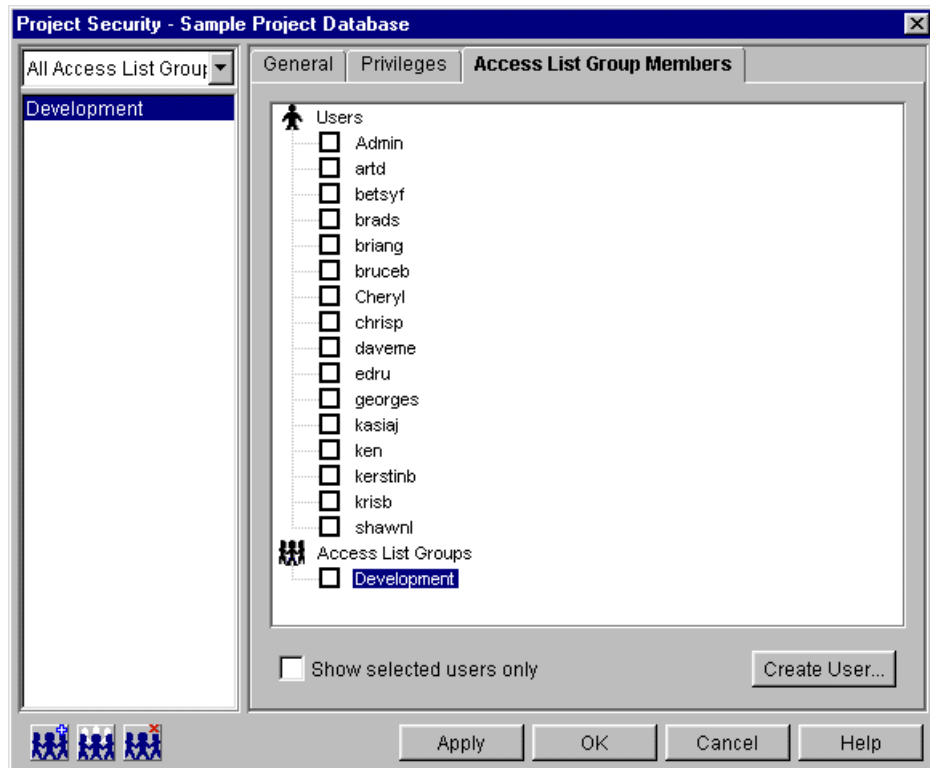 Project Security - Sample Project Database
All Access List Group
Development
General
Privileges
Access List Group Members
Users
Admin
artd
betsyf
brads
briang
bruceb
Cheryl
chrisp
daveme
edru
georges
kasiaj
ken
kerstinb
krisb
shawnl
Access List Groups
Development
Show selected users only
Create User...
Apply
OK
Cancel
Help